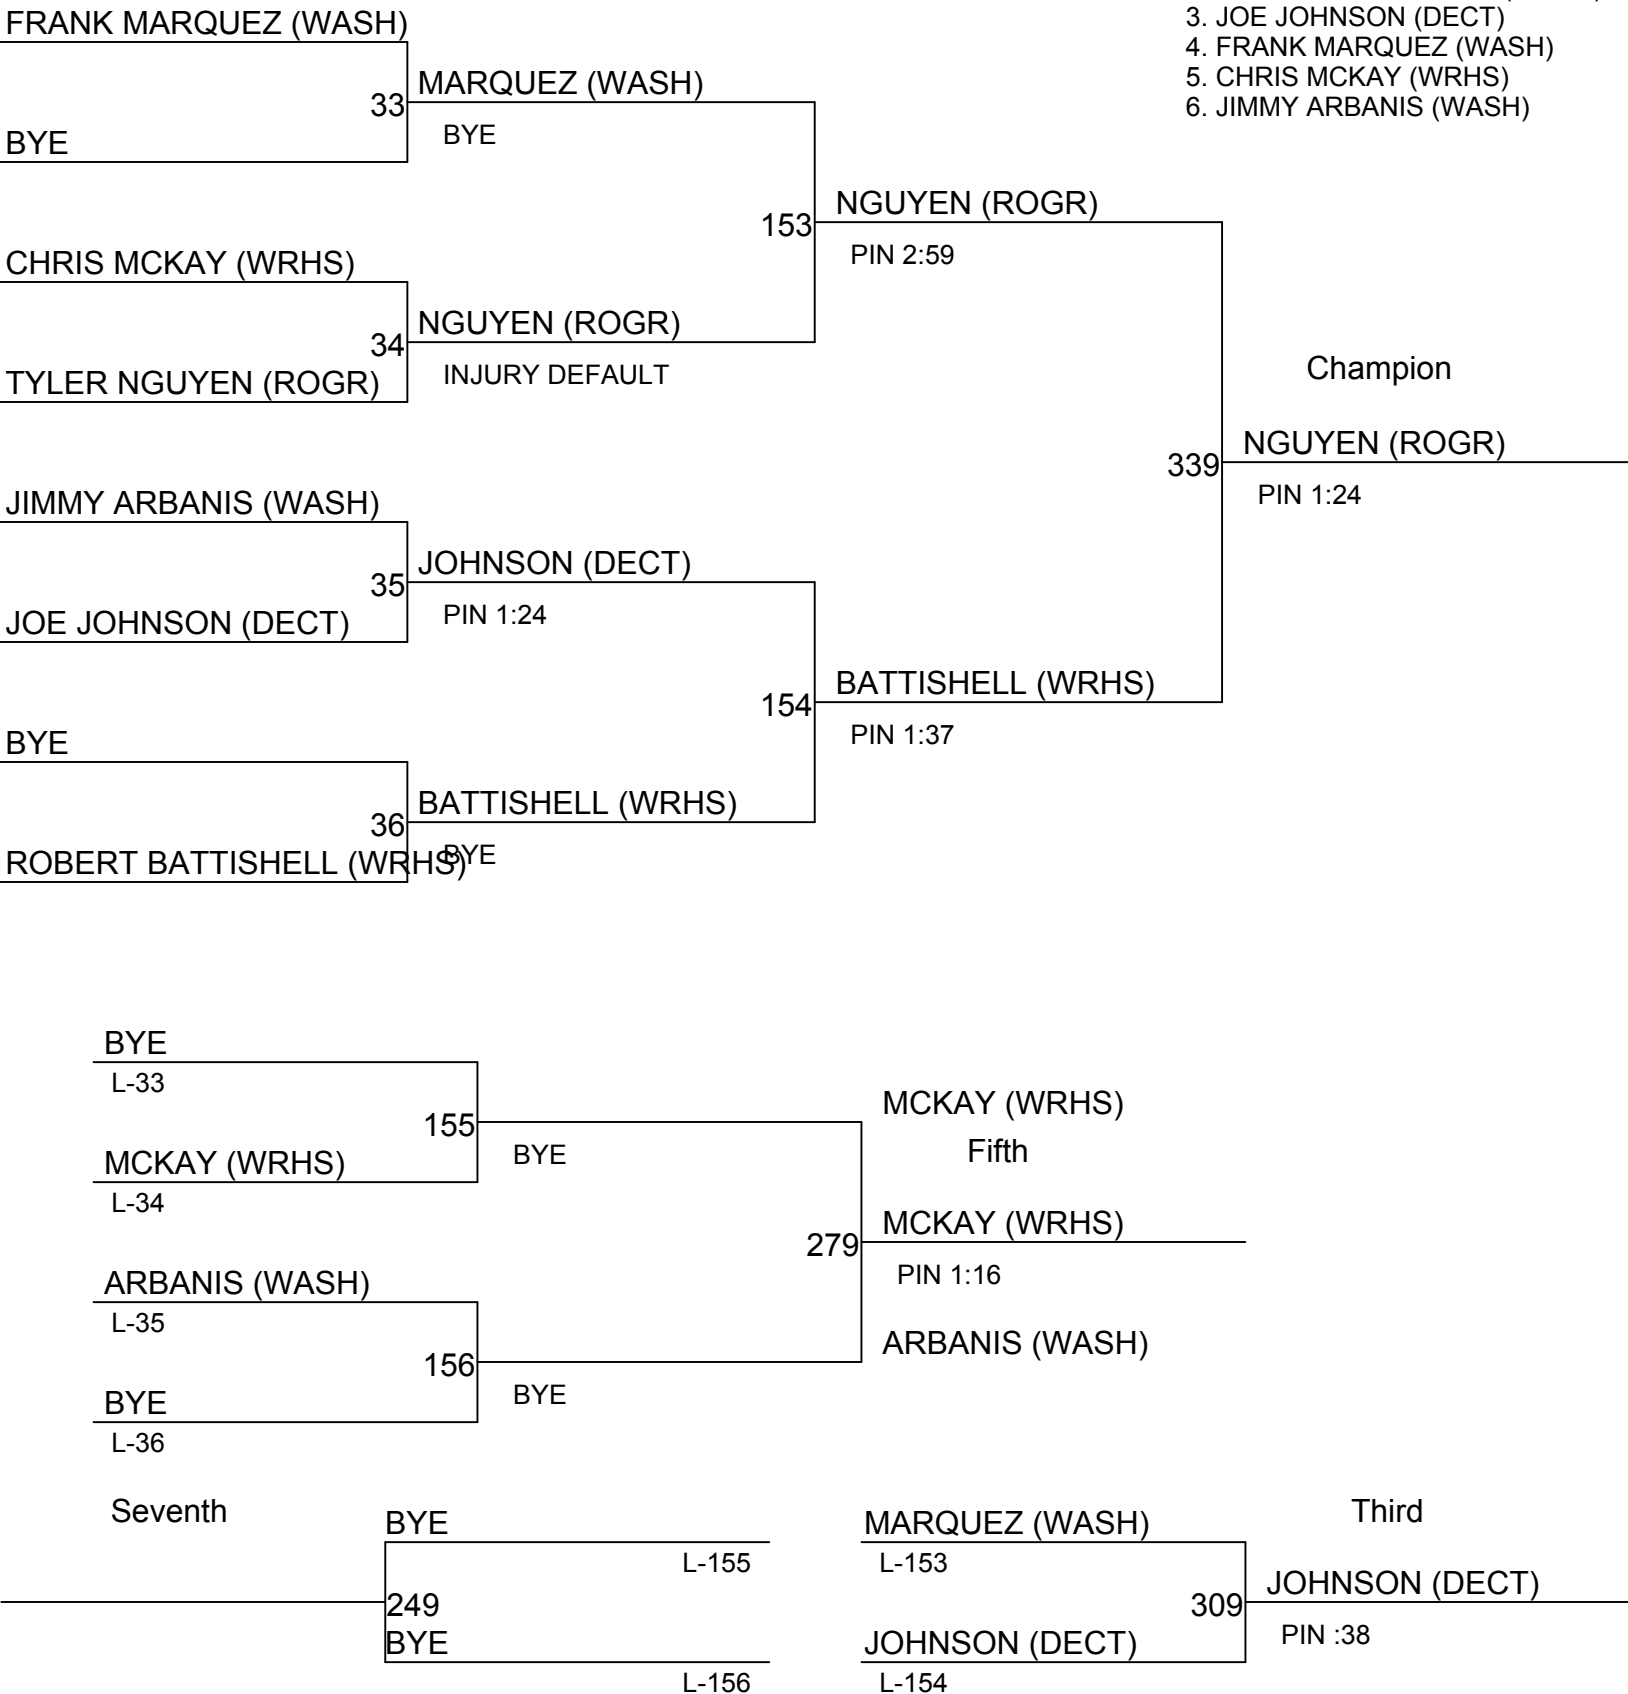 3. JOE JOHNSON (DECT)
4. FRANK MARQUEZ (WASH)
5. CHRIS MCKAY (WRHS)
6. JIMMY ARBANIS (WASH)
FRANK MARQUEZ (WASH)
33
MARQUEZ (WASH)
BYE
BYE
153
NGUYEN (ROGR)
PIN 2:59
CHRIS MCKAY (WRHS)
34
NGUYEN (ROGR)
INJURY DEFAULT
TYLER NGUYEN (ROGR)
Champion
339
NGUYEN (ROGR)
PIN 1:24
JIMMY ARBANIS (WASH)
35
JOHNSON (DECT)
PIN 1:24
JOE JOHNSON (DECT)
154
BATTISHELL (WRHS)
PIN 1:37
BYE
36
BATTISHELL (WRHS)
BYE
ROBERT BATTISHELL (WRHS)
BYE
L-33
155
BYE
MCKAY (WRHS)
L-34
MCKAY (WRHS)
Fifth
279
MCKAY (WRHS)
PIN 1:16
ARBANIS (WASH)
L-35
156
BYE
ARBANIS (WASH)
BYE
L-36
Seventh
BYE
L-155
249
BYE
L-156
MARQUEZ (WASH)
L-153
Third
309
JOHNSON (DECT)
PIN :38
JOHNSON (DECT)
L-154